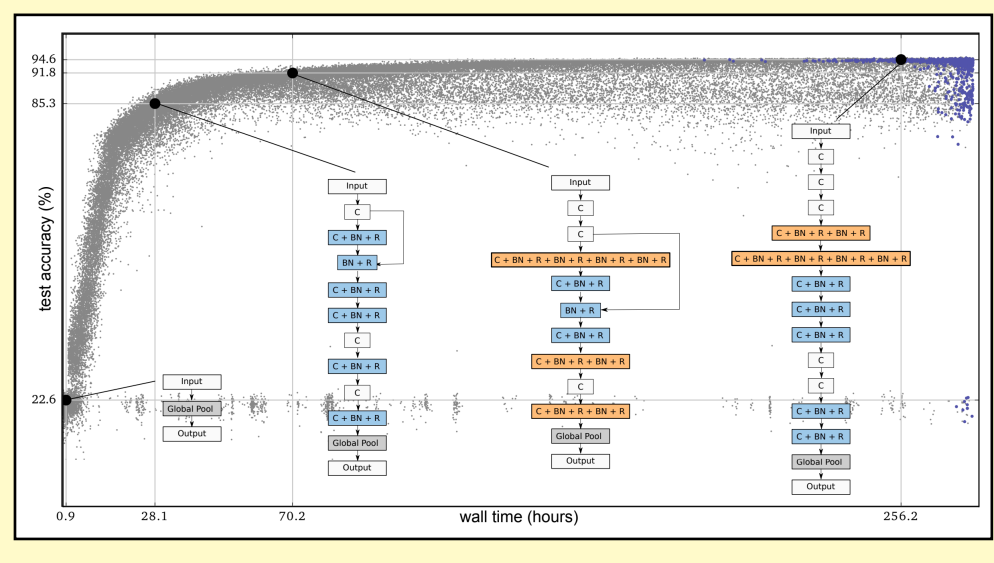 94.6
91.8
85.3
22.6
test accuracy (%)
0.9
28.1
70.2
256.2
wall time (hours)
Input
Global Pool
Output
Input
C
C + BN + R
BN + R
C + BN + R
C + BN + R
C
C + BN + R
C
C + BN + R
Global Pool
Output
Input
C
C
C + BN + R + BN + R + BN + R + BN + R
C + BN + R
BN + R
C + BN + R
C + BN + R + BN + R
C
C + BN + R + BN + R
Global Pool
Output
Input
C
C
C
C + BN + R + BN + R
C + BN + R + BN + R + BN + R + BN + R
C + BN + R
C + BN + R
C + BN + R
C
C
C + BN + R
C + BN + R
Global Pool
Output